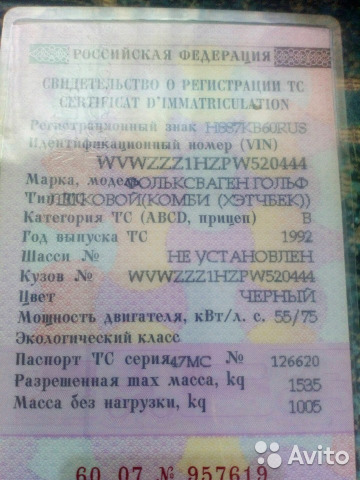 РОССИЙСКАЯ ФЕДЕРАЦИЯ
СВИДЕТЕЛЬСТВО О РЕГИСТРАЦИИ ТС
CERTIFICAT D'IMMATRICULATION
Регистрационный знак НЕ87КВ60RUS
Идентификационный номер (VIN)
WVWZZZ1HZPW520444
Марка, модель ФОЛЬКСВАГЕН ГОЛЬФ
Тип ТС ЛЕГКОВОЙ(КОМБИ (ХЭТЧБЕК))
Категория ТС (ABCD, прицеп) B
Год выпуска ТС 1992
Шасси № НЕ УСТАНОВЛЕН
Кузов № WVWZZZ1HZPW520444
Цвет ЧЕРНЫЙ
Мощность двигателя, кВт/л. с. 55/75
Экологический класс
Паспорт ТС серия 47МС № 126620
Разрешенная max масса, kg 1535
Масса без нагрузки, kg 1005
60 07 № 957619
Avito